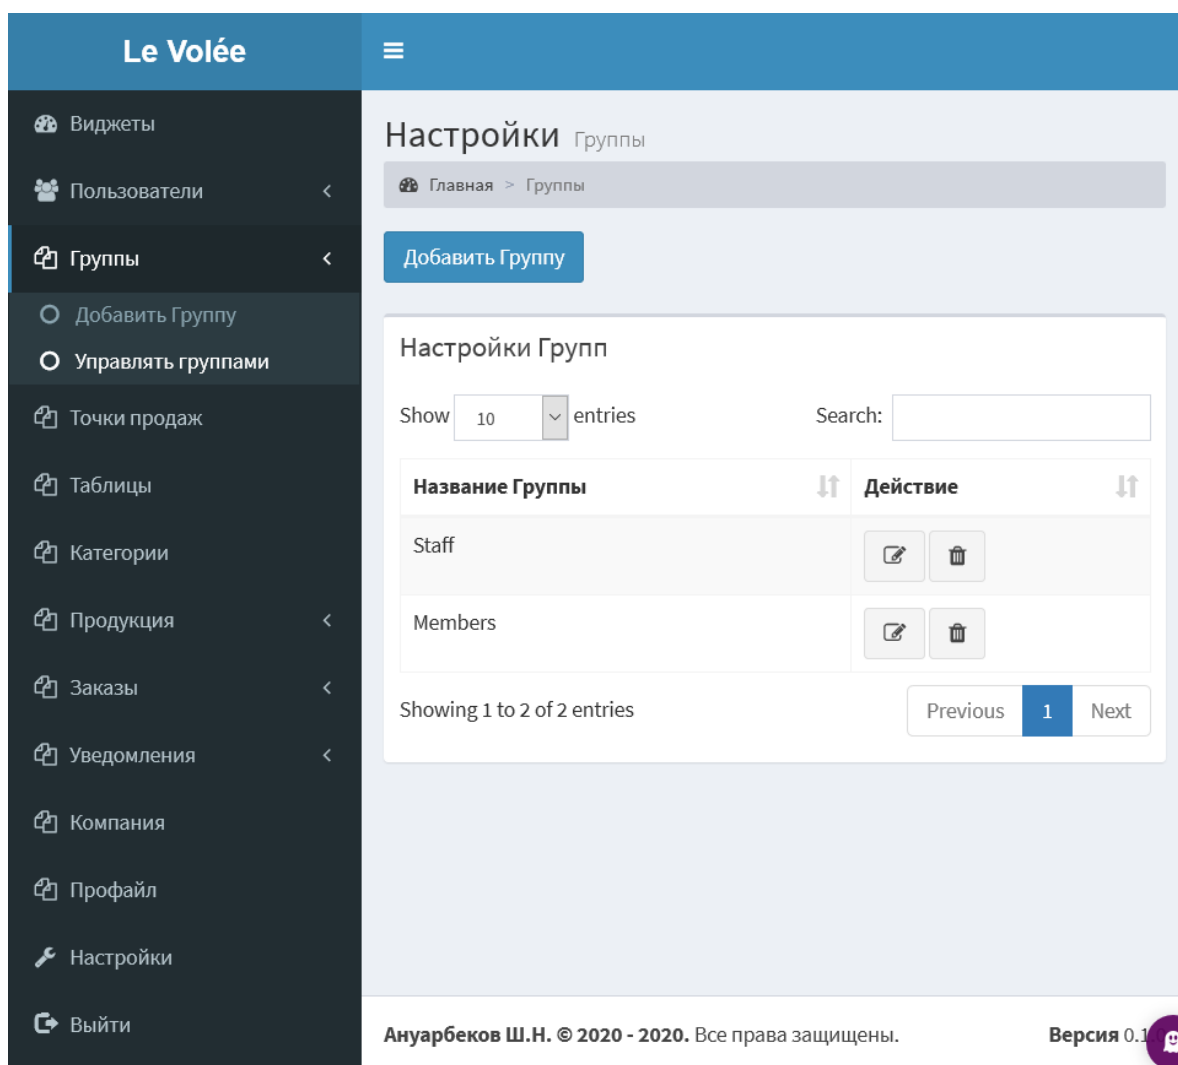 Le Volée
Виджеты
Пользователи
Группы
Добавить Группу
Управлять группами
Точки продаж
Таблицы
Категории
Продукция
Заказы
Уведомления
Компания
Профайл
Настройки
Выйти
Настройки Группы
Главная > Группы
Добавить Группу
Настройки Групп
Show 10 entries Search:
Название Группы Действие
Staff
Members
Showing 1 to 2 of 2 entries Previous 1 Next
Ануарбеков Ш.Н. © 2020 - 2020. Все права защищены. Версия 0.1.